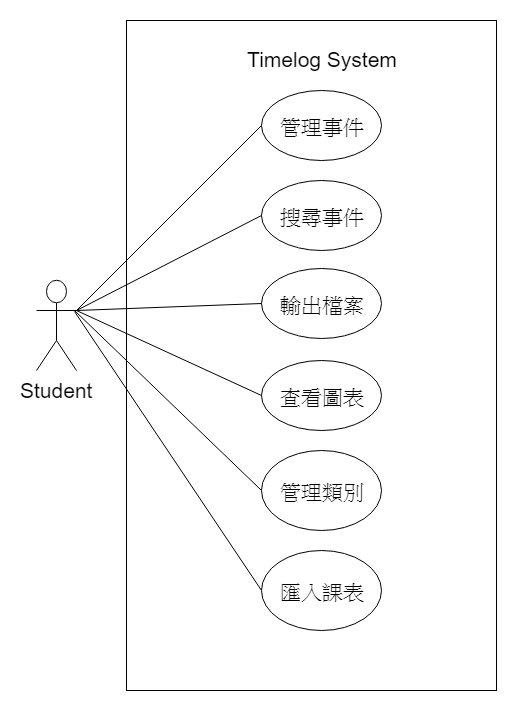 Timelog System
管理事件
搜尋事件
輸出檔案
查看圖表
管理類別
匯入課表
Student